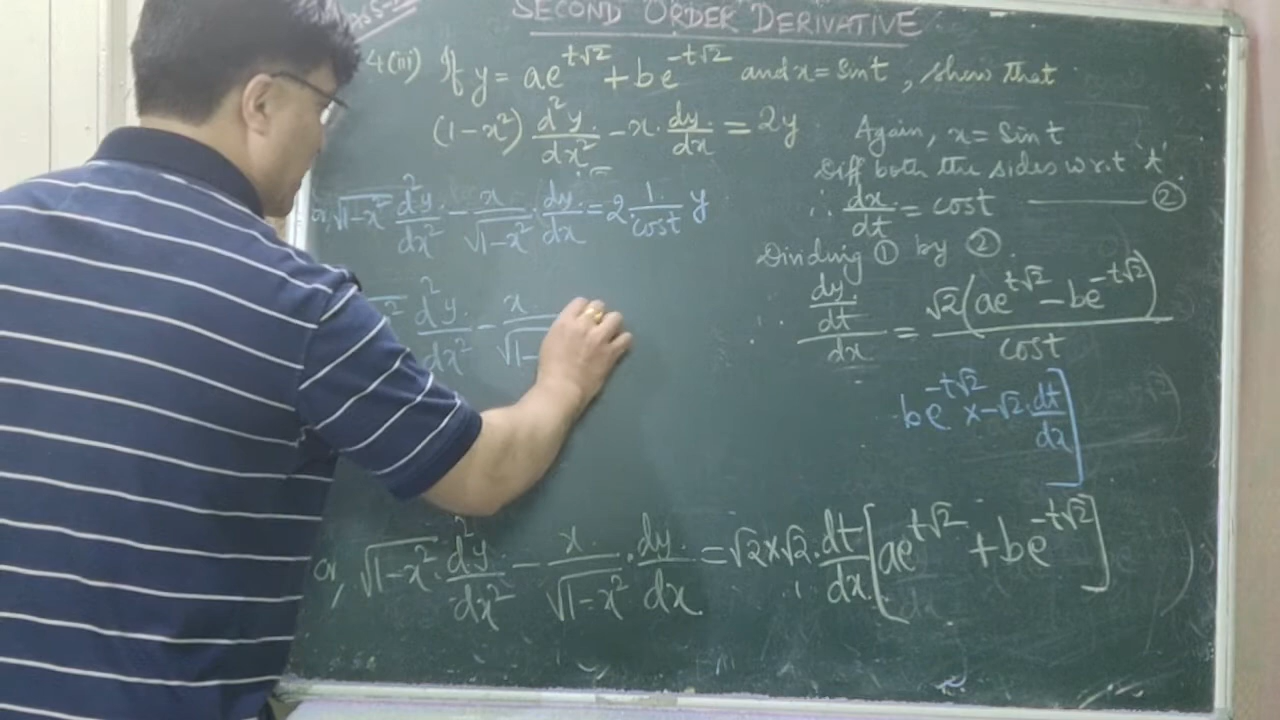 SECOND ORDER DERIVATIVE
4(iii) If y = ae^{t√2} + be^{-t√2} and x = Sin t, show that
(1-x²) d²y/dx² - x. dy/dx = 2y
or, √1-x² d²y/dx² - x/√1-x² . dy/dx = 2. 1/cost y
d²y/dx² - x/√1-
Again, x = Sin t
Diff both the sides w.r.t 't'
∴ dx/dt = cost ——— ②
Dividing ① by ②
∴ dy/dt / dx = √2(ae^{t√2} - be^{-t√2}) / cost
be^{-t√2} x -√2. dt/dx ]
or, √1-x² . d²y/dx² - x/√1-x² . dy/dx = √2 x √2. dt/dx [ae^{t√2} + be^{-t√2}]